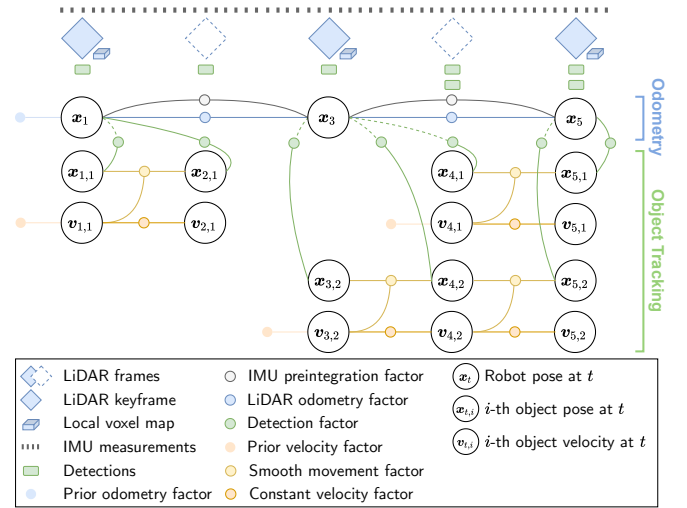 x1
x3
x5
Odometry
x1,1
x2,1
x4,1
x5,1
v1,1
v2,1
v4,1
v5,1
Object Tracking
x3,2
x4,2
x5,2
v3,2
v4,2
v5,2
LiDAR frames
LiDAR keyframe
Local voxel map
IMU measurements
Detections
Prior odometry factor
IMU preintegration factor
LiDAR odometry factor
Detection factor
Prior velocity factor
Smooth movement factor
Constant velocity factor
xt Robot pose at t
xt,i i-th object pose at t
vt,i i-th object velocity at t